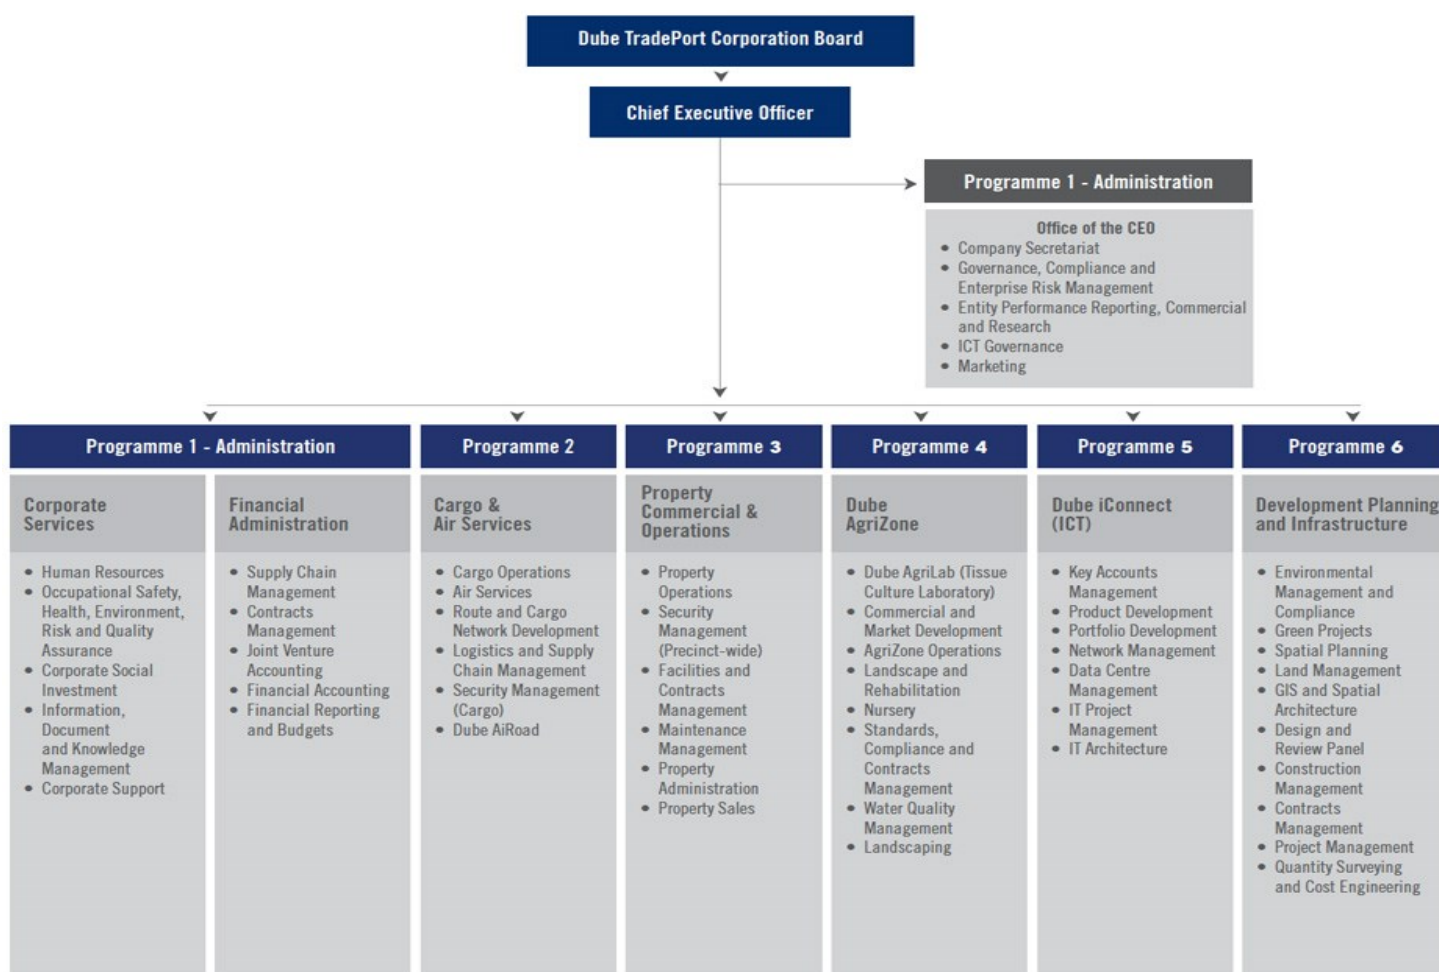 Dube TradePort Corporation Board
Chief Executive Officer
Programme 1 - Administration
Office of the CEO
• Company Secretariat
• Governance, Compliance and
Enterprise Risk Management
• Entity Performance Reporting, Commercial
and Research
• ICT Governance
• Marketing
Programme 1 - Administration
Corporate
Services
• Human Resources
• Occupational Safety,
Health, Environment,
Risk and Quality
Assurance
• Corporate Social
Investment
• Information,
Document
and Knowledge
Management
• Corporate Support
Financial
Administration
• Supply Chain
Management
• Contracts
Management
• Joint Venture
Accounting
• Financial Accounting
• Financial Reporting
and Budgets
Programme 2
Cargo &
Air Services
• Cargo Operations
• Air Services
• Route and Cargo
Network Development
• Logistics and Supply
Chain Management
• Security Management
(Cargo)
• Dube AiRoad
Programme 3
Property
Commercial &
Operations
• Property
Operations
• Security
Management
(Precinct-wide)
• Facilities and
Contracts
Management
• Maintenance
Management
• Property
Administration
• Property Sales
Programme 4
Dube
AgriZone
• Dube AgriLab (Tissue
Culture Laboratory)
• Commercial and
Market Development
• AgriZone Operations
• Landscape and
Rehabilitation
• Nursery
• Standards,
Compliance and
Contracts
Management
• Water Quality
Management
• Landscaping
Programme 5
Dube iConnect
(ICT)
• Key Accounts
Management
• Product Development
• Portfolio Development
• Network Management
• Data Centre
Management
• IT Project
Management
• IT Architecture
Programme 6
Development Planning
and Infrastructure
• Environmental
Management and
Compliance
• Green Projects
• Spatial Planning
• Land Management
• GIS and Spatial
Architecture
• Design and
Review Panel
• Construction
Management
• Contracts
Management
• Project Management
• Quantity Surveying
and Cost Engineering